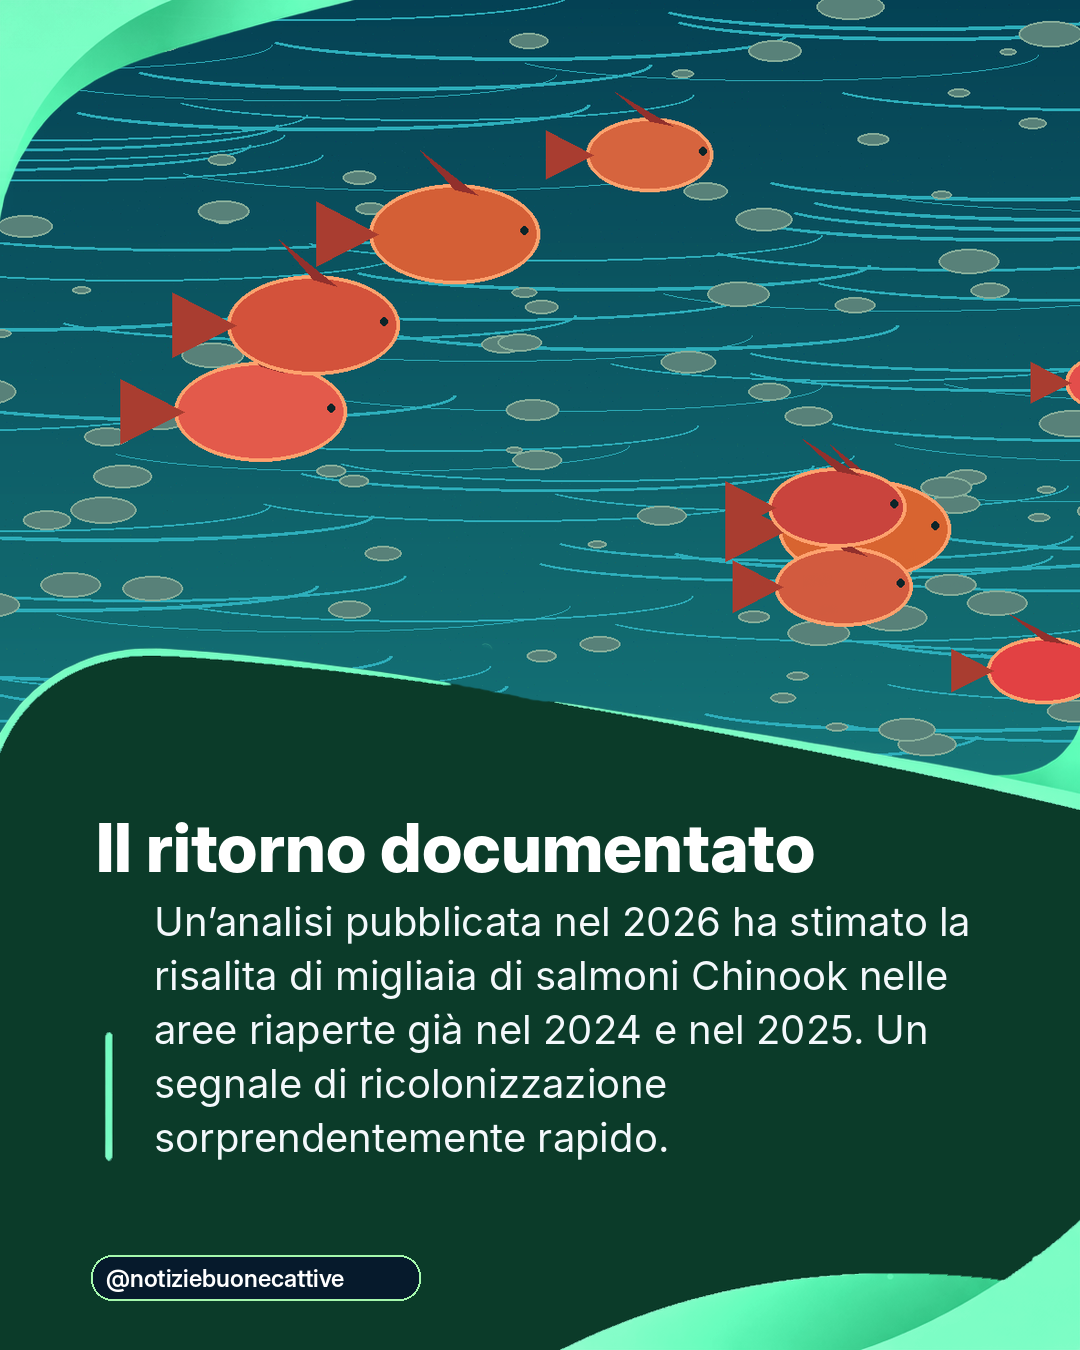 Il ritorno documentato
Un’analisi pubblicata nel 2026 ha stimato la
risalita di migliaia di salmoni Chinook nelle
aree riaperte già nel 2024 e nel 2025. Un
segnale di ricolonizzazione
sorprendentemente rapido.
@notiziebuonecattive